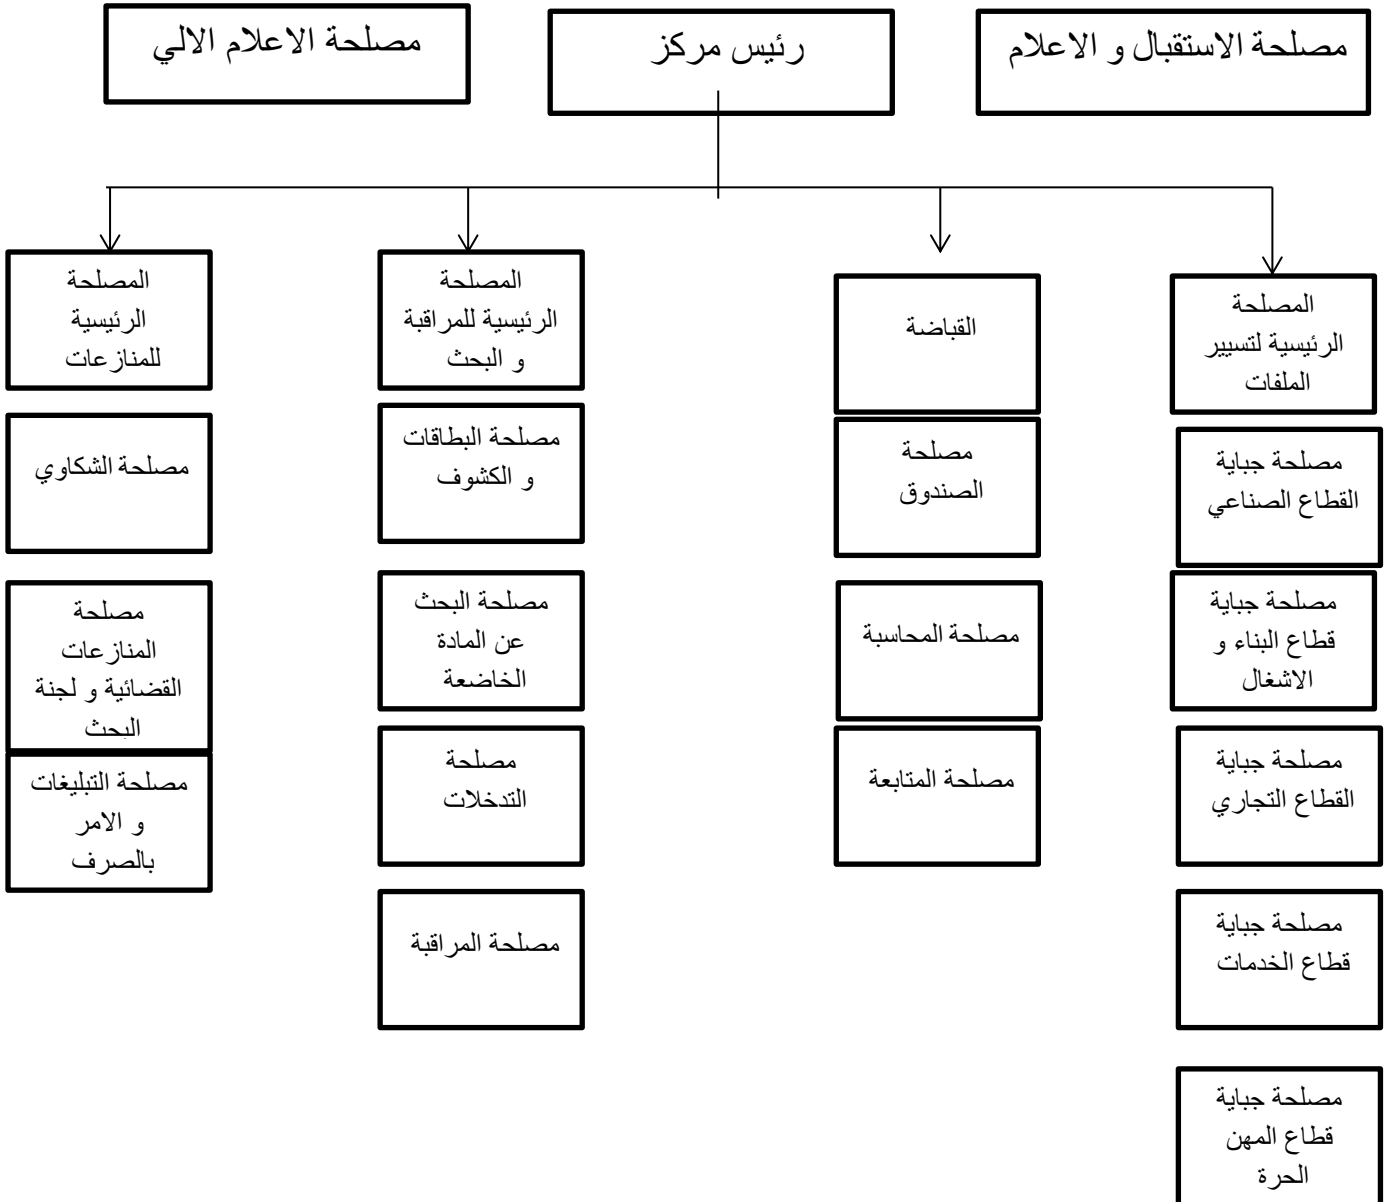 مصلحة الاستقبال و الاعلام
رئيس مركز
مصلحة الاعلام الالي
المصلحة
الرئيسية لتسيير
الملفات
مصلحة جباية
القطاع الصناعي
مصلحة جباية
قطاع البناء و
الاشغال
مصلحة جباية
القطاع التجاري
مصلحة جباية
قطاع الخدمات
مصلحة جباية
قطاع المهن
الحرة
القباضة
مصلحة
الصندوق
مصلحة المحاسبة
مصلحة المتابعة
المصلحة
الرئيسية للمراقبة
و البحث
مصلحة البطاقات
و الكشوف
مصلحة البحث
عن المادة
الخاضعة
مصلحة
التدخلات
مصلحة المراقبة
المصلحة
الرئيسية
للمنازعات
مصلحة الشكاوي
مصلحة
المنازعات
القضائية و لجنة
البحث
مصلحة التبليغات
و الامر
بالصرف